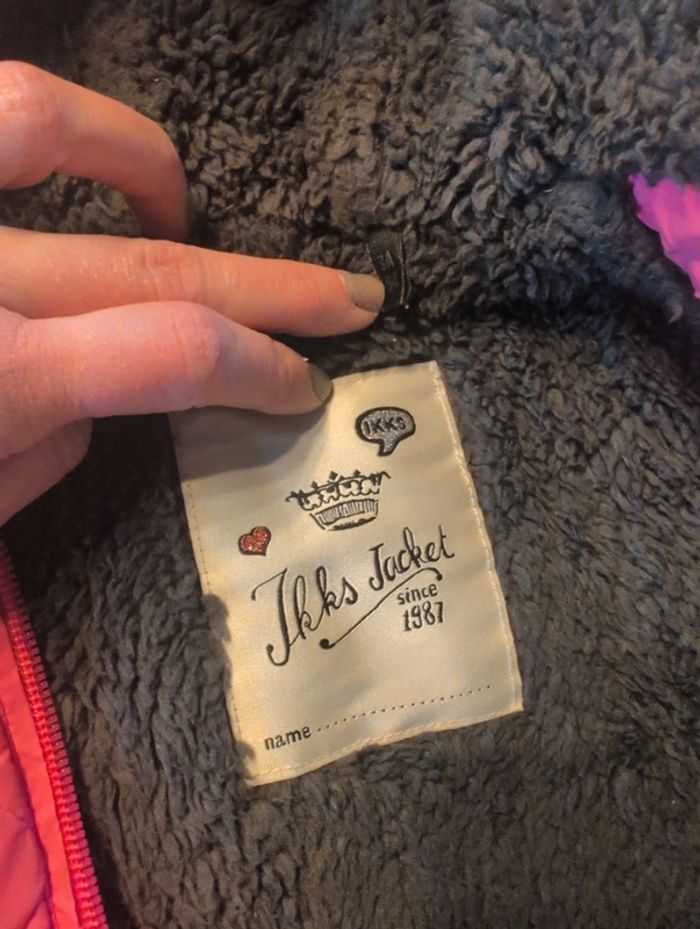 IKKS
Ikks Jacket
since
1987
name ....................